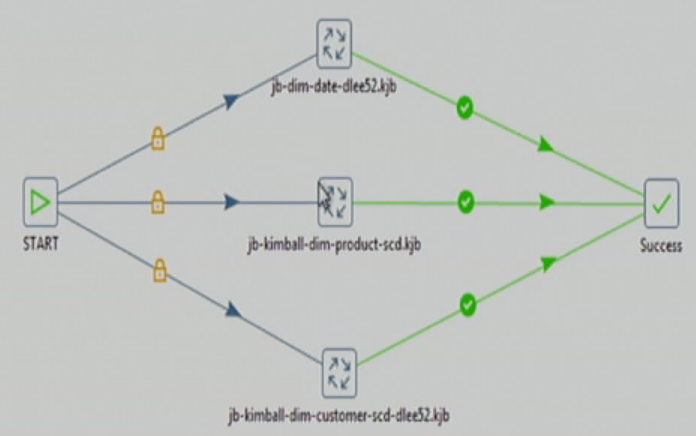 jb-dim-date-dlee52.kjb
START
jb-kimball-dim-product-scd.kjb
Success
jb-kimball-dim-customer-scd-dlee52.kjb